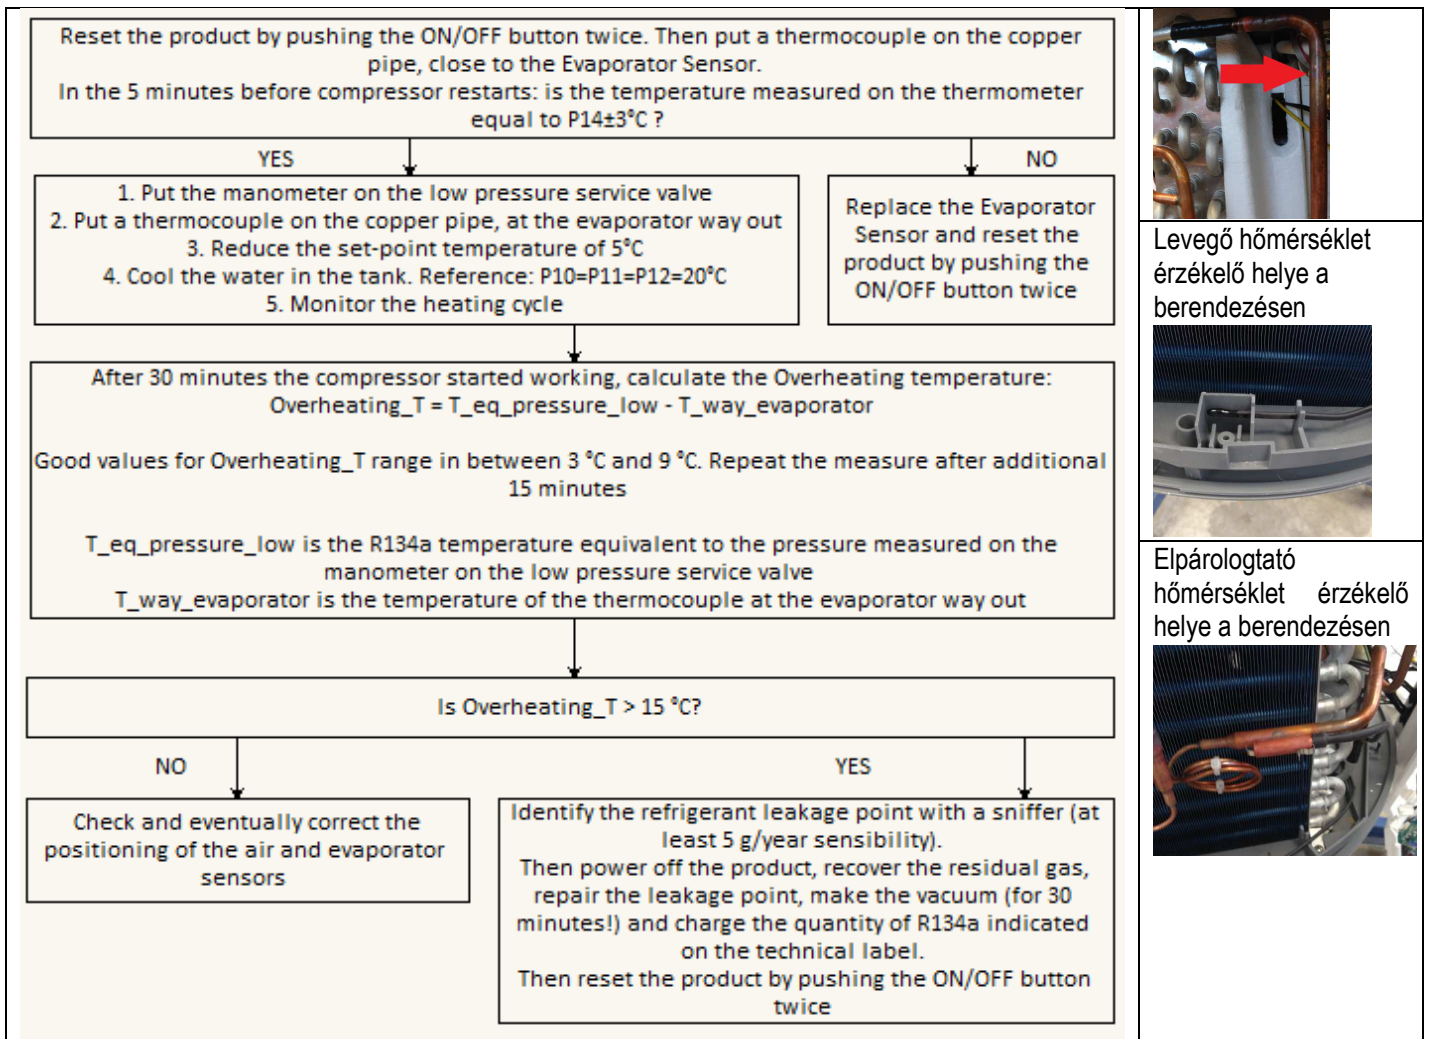 Reset the product by pushing the ON/OFF button twice. Then put a thermocouple on the copper
pipe, close to the Evaporator Sensor.
In the 5 minutes before compressor restarts: is the temperature measured on the thermometer
equal to P14±3°C ?
YES
NO
1. Put the manometer on the low pressure service valve
2. Put a thermocouple on the copper pipe, at the evaporator way out
3. Reduce the set-point temperature of 5°C
4. Cool the water in the tank. Reference: P10=P11=P12=20°C
5. Monitor the heating cycle
Replace the Evaporator
Sensor and reset the
product by pushing the
ON/OFF button twice
After 30 minutes the compressor started working, calculate the Overheating temperature:
Overheating_T = T_eq_pressure_low - T_way_evaporator
Good values for Overheating_T range in between 3 °C and 9 °C. Repeat the measure after additional
15 minutes
T_eq_pressure_low is the R134a temperature equivalent to the pressure measured on the
manometer on the low pressure service valve
T_way_evaporator is the temperature of the thermocouple at the evaporator way out
Is Overheating_T > 15 °C?
NO
YES
Check and eventually correct the
positioning of the air and evaporator
sensors
Identify the refrigerant leakage point with a sniffer (at
least 5 g/year sensibility).
Then power off the product, recover the residual gas,
repair the leakage point, make the vacuum (for 30
minutes!) and charge the quantity of R134a indicated
on the technical label.
Then reset the product by pushing the ON/OFF button
twice
Levegő hőmérséklet
érzékelő helye a
berendezésen
Elpárologtató
hőmérséklet érzékelő
helye a berendezésen